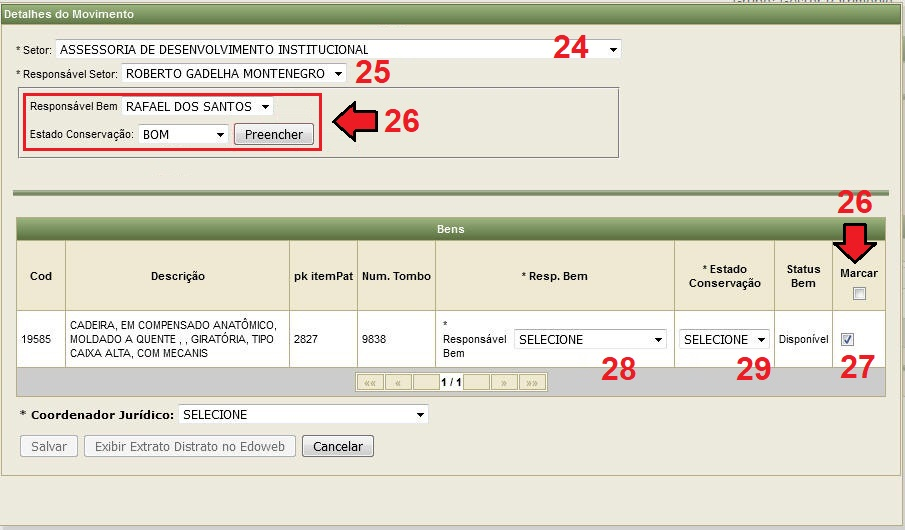 Detalhes do Movimento
* Setor: ASSESSORIA DE DESENVOLVIMENTO INSTITUCIONAL 24
* Responsável Setor: ROBERTO GADELHA MONTENEGRO 25
Responsável Bem RAFAEL DOS SANTOS
26
Estado Conservação: BOM Preencher
26
Bens
Cod Descrição pk itemPat Num. Tombo * Resp. Bem * Estado Conservação Status Bem Marcar
19585 CADEIRA, EM COMPENSADO ANATÔMICO, MOLDADO A QUENTE , , GIRATÓRIA, TIPO CAIXA ALTA, COM MECANIS 2827 9838 * Responsável Bem SELECIONE SELECIONE Disponível
28 29 27
«« « 1 / 1 » »»
* Coordenador Jurídico: SELECIONE
Salvar Exibir Extrato Distrato no Edoweb Cancelar